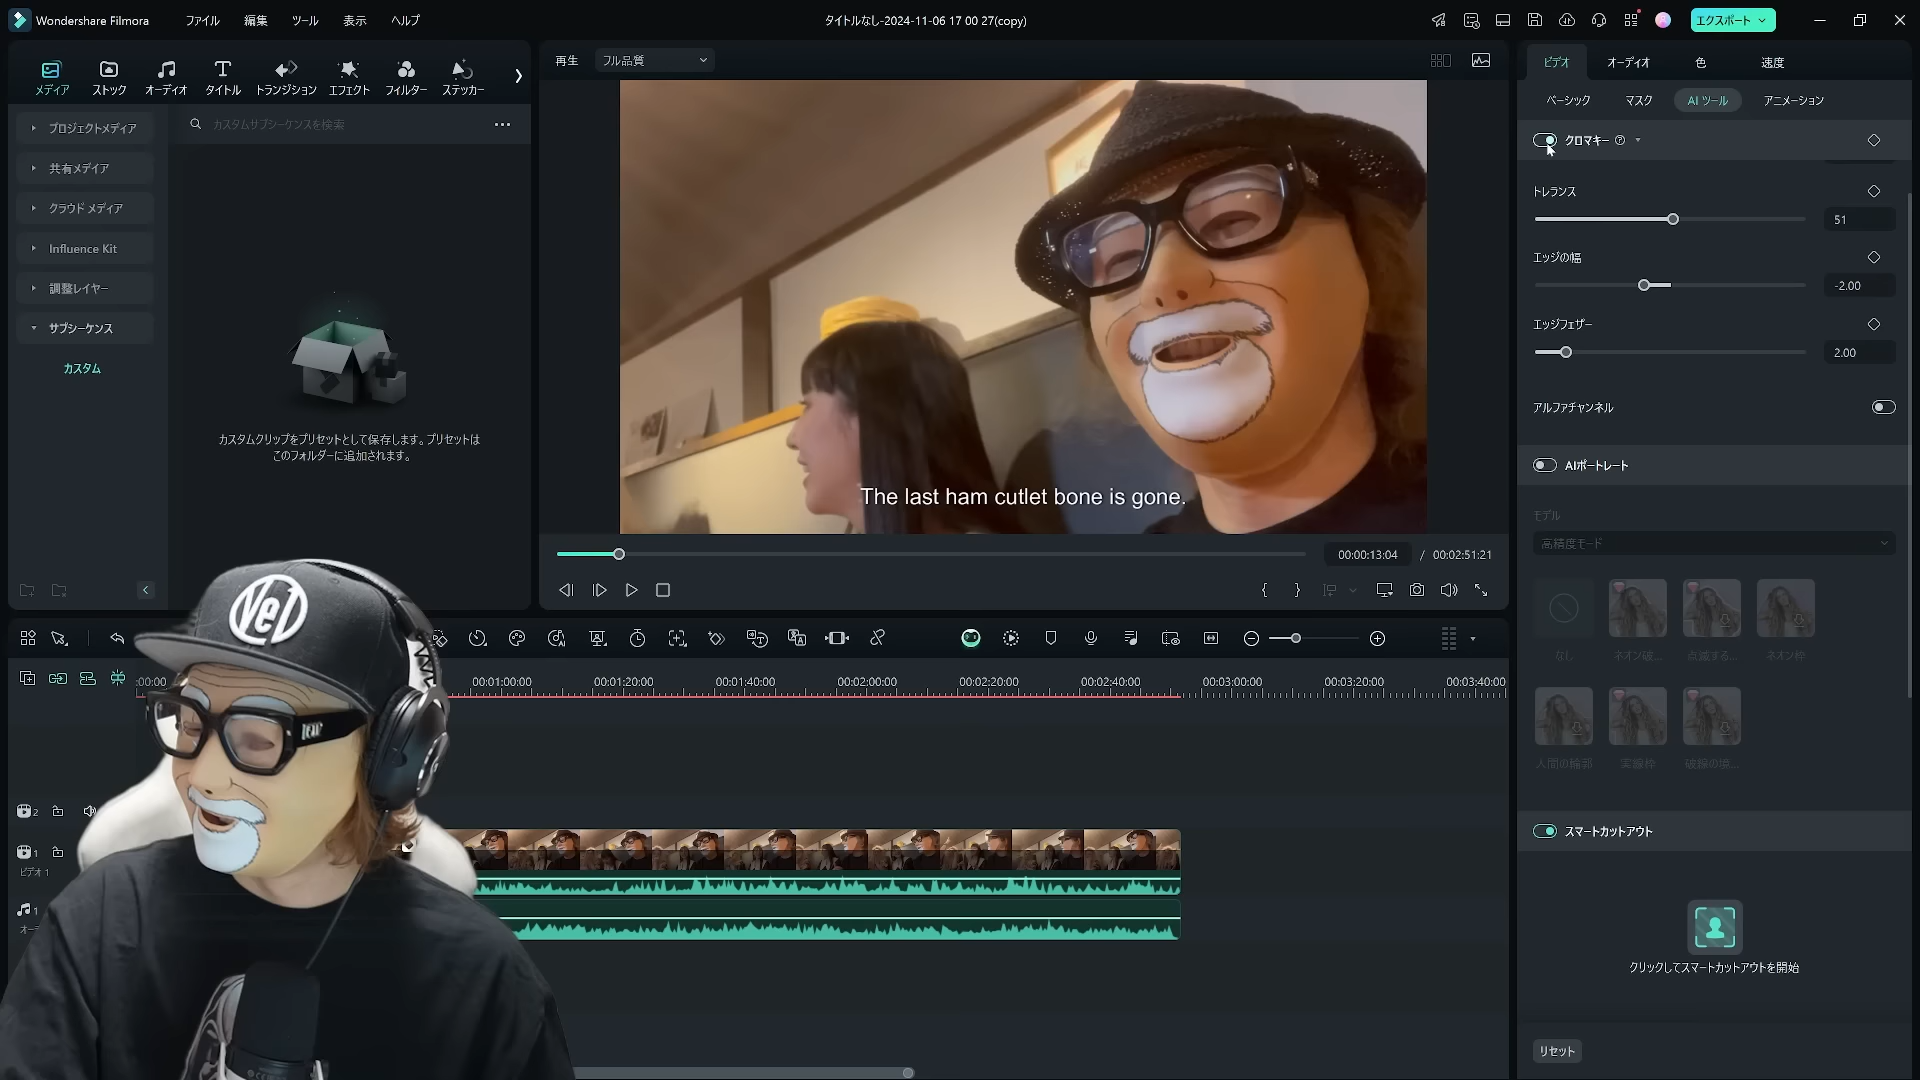 Wondershare Filmora
ファイル
編集
ツール
表示
ヘルプ
タイトルなし-2024-11-06 17 00 27(copy)
エクスポート
メディア
ストック
オーディオ
タイトル
トランジション
エフェクト
フィルター
ステッカー
プロジェクトメディア
共有メディア
クラウド メディア
Influence Kit
調整レイヤー
サブシーケンス
カスタム
カスタムサブシーケンスを検索
カスタムクリップをプリセットとして保存します。プリセットは
このフォルダーに追加されます。
再生
フル品質
The last ham cutlet bone is gone.
00:00:13:04 / 00:02:51:21
ビデオ
オーディオ
色
速度
ベーシック
マスク
AI ツール
アニメーション
クロマキー
トレランス
51
エッジの幅
-2.00
エッジフェザー
2.00
アルファチャンネル
AIポートレート
モデル
高精度モード
なし
ネオン破...
点滅する...
ネオン枠
人間の輪郭
実線枠
破線の境...
スマートカットアウト
クリックしてスマートカットアウトを開始
リセット
:00:00
00:01:00:00
00:01:20:00
00:01:40:00
00:02:00:00
00:02:20:00
00:02:40:00
00:03:00:00
00:03:20:00
00:03:40:00
2
1
ビデオ 1
1